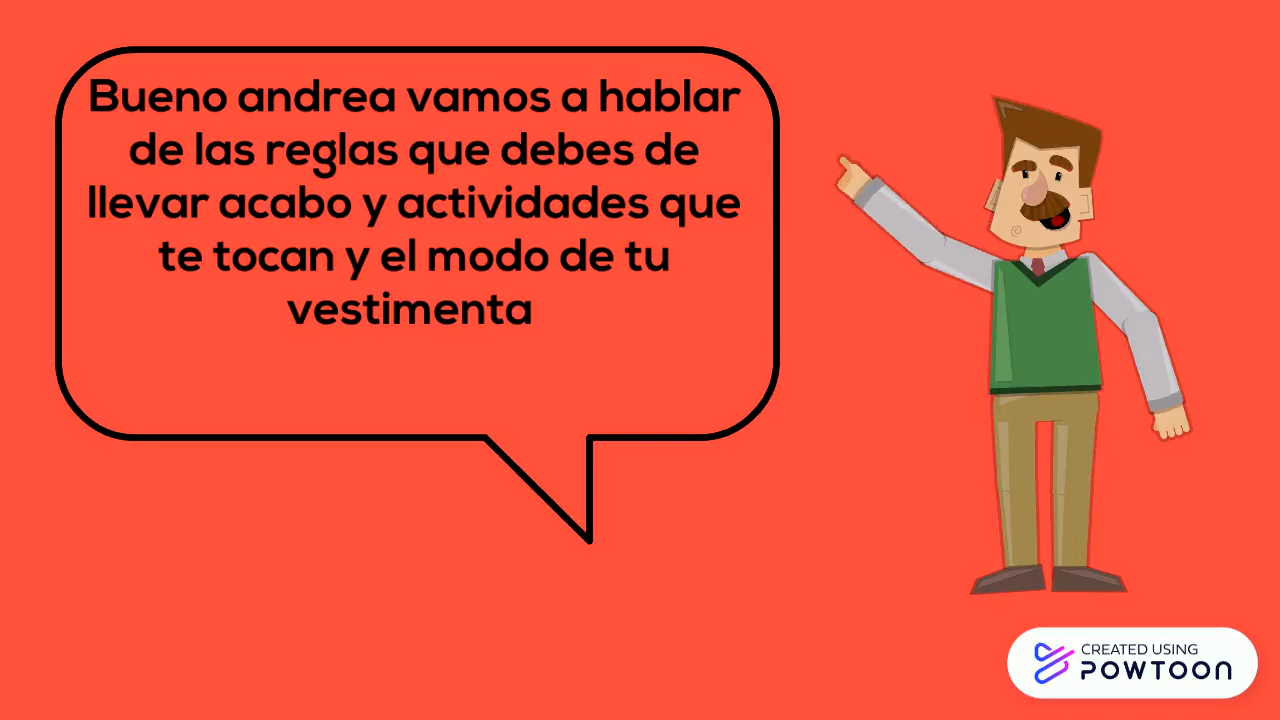 Bueno andrea vamos a hablar
de las reglas que debes de
llevar acabo y actividades que
te tocan y el modo de tu
vestimenta
CREATED USING
POWTOON